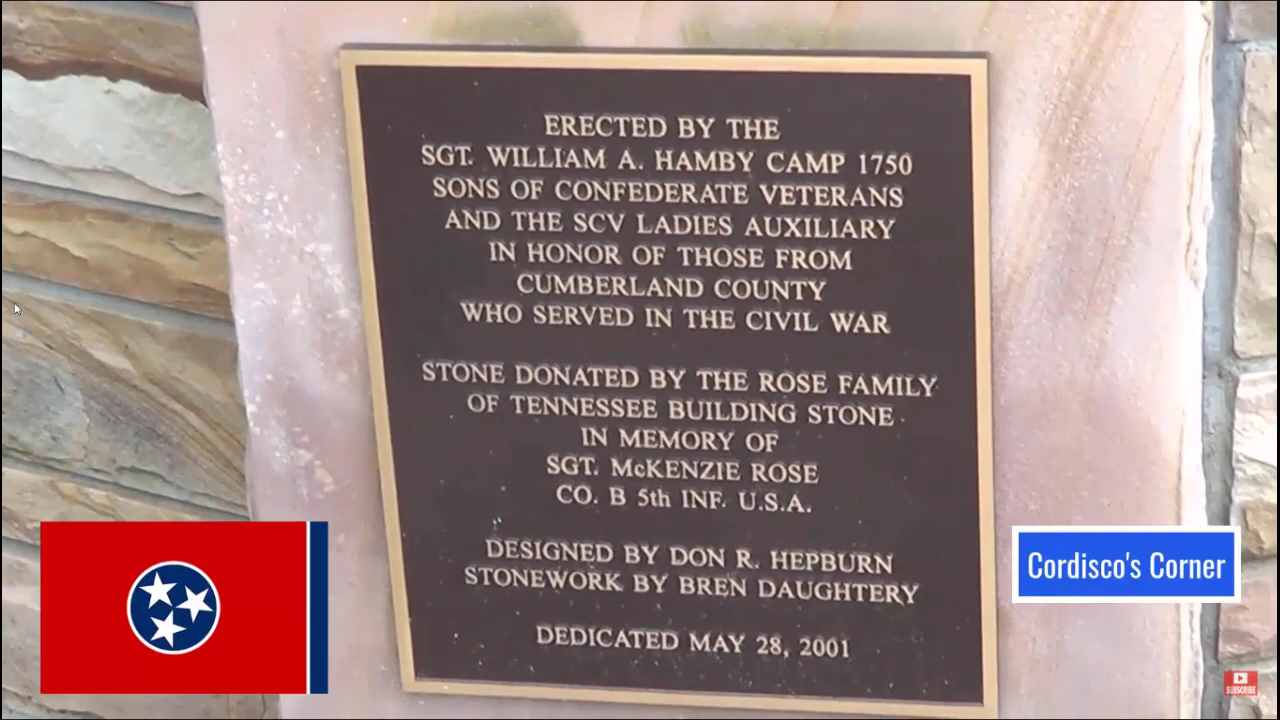 ERECTED BY THE
SGT. WILLIAM A. HAMBY CAMP 1750
SONS OF CONFEDERATE VETERANS
AND THE SCV LADIES AUXILIARY
IN HONOR OF THOSE FROM
CUMBERLAND COUNTY
WHO SERVED IN THE CIVIL WAR
STONE DONATED BY THE ROSE FAMILY
OF TENNESSEE BUILDING STONE
IN MEMORY OF
SGT. McKENZIE ROSE
CO. B 5th INF. U.S.A.
DESIGNED BY DON R. HEPBURN
STONEWORK BY BREN DAUGHTERY
DEDICATED MAY 28, 2001
Cordisco's Corner
SUBSCRIBE